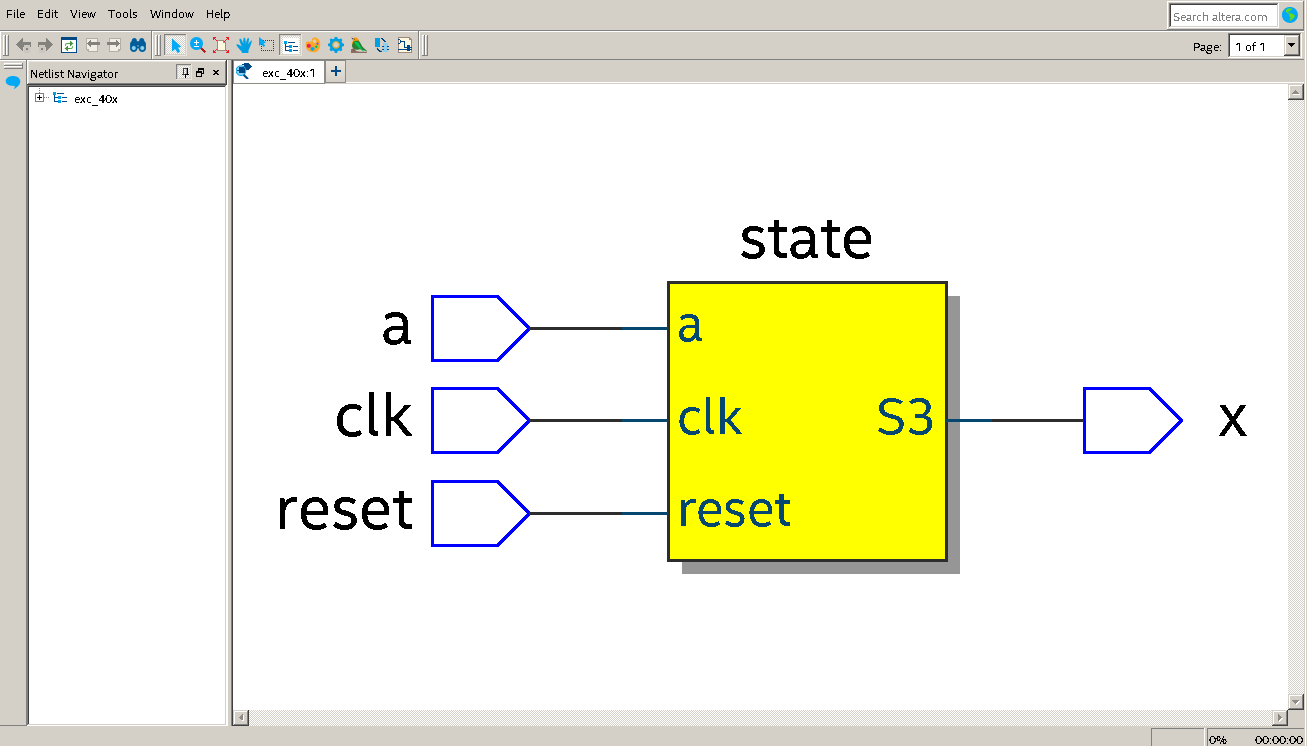 File Edit View Tools Window Help
Search altera.com
Page: 1 of 1
Netlist Navigator
exc_40x:1
exc_40x
state
a
a
clk
clk
S3
x
reset
reset
0% 00:00:00